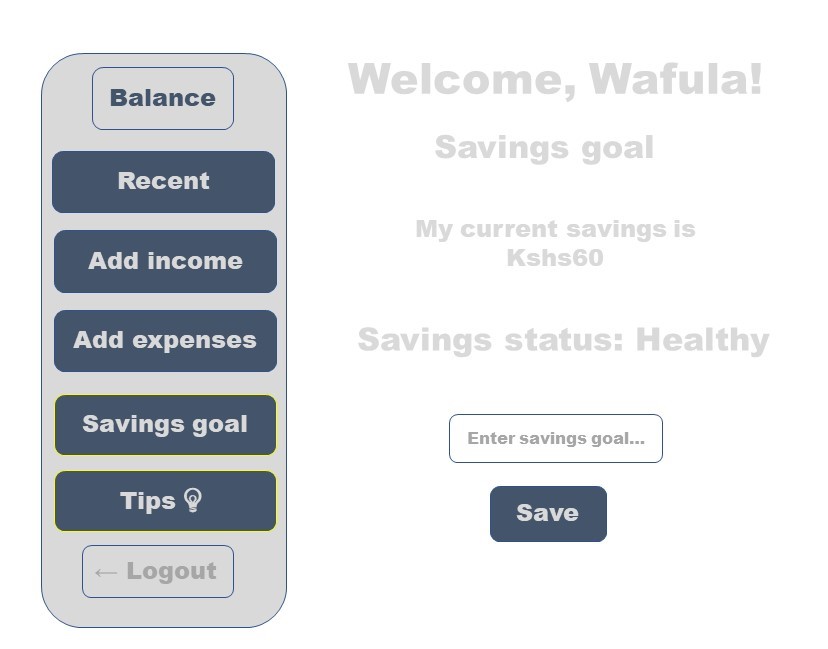 Balance
Recent
Add income
Add expenses
Savings goal
Tips
← Logout
Welcome, Wafula!
Savings goal
My current savings is
Kshs60
Savings status: Healthy
Enter savings goal...
Save